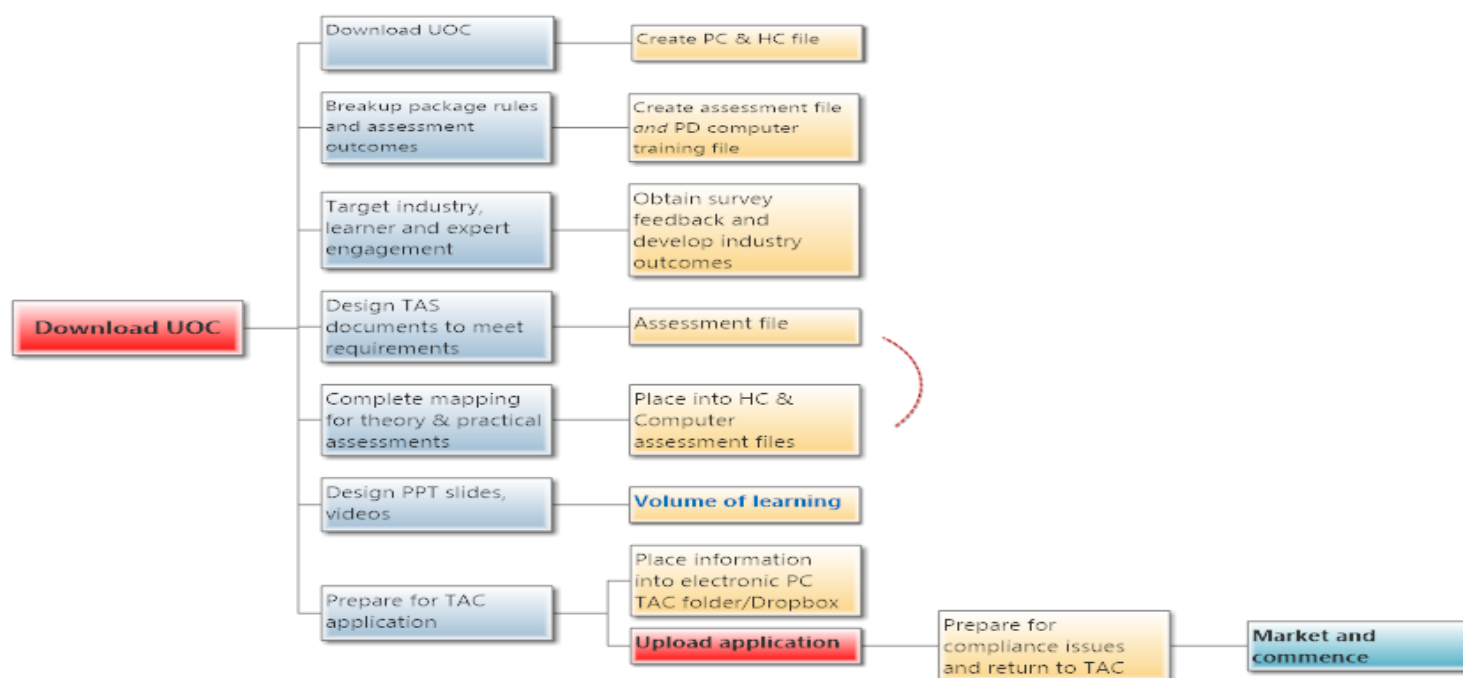 Download UOC
Download UOC
Create PC & HC file
Breakup package rules
and assessment
outcomes
Create assessment file
and PD computer
training file
Target industry,
learner and expert
engagement
Obtain survey
feedback and
develop industry
outcomes
Design TAS
documents to meet
requirements
Assessment file
Complete mapping
for theory & practical
assessments
Place into HC &
Computer
assessment files
Design PPT slides,
videos
Volume of learning
Prepare for TAC
application
Place information
into electronic PC
TAC folder/Dropbox
Upload application
Prepare for
compliance issues
and return to TAC
Market and
commence